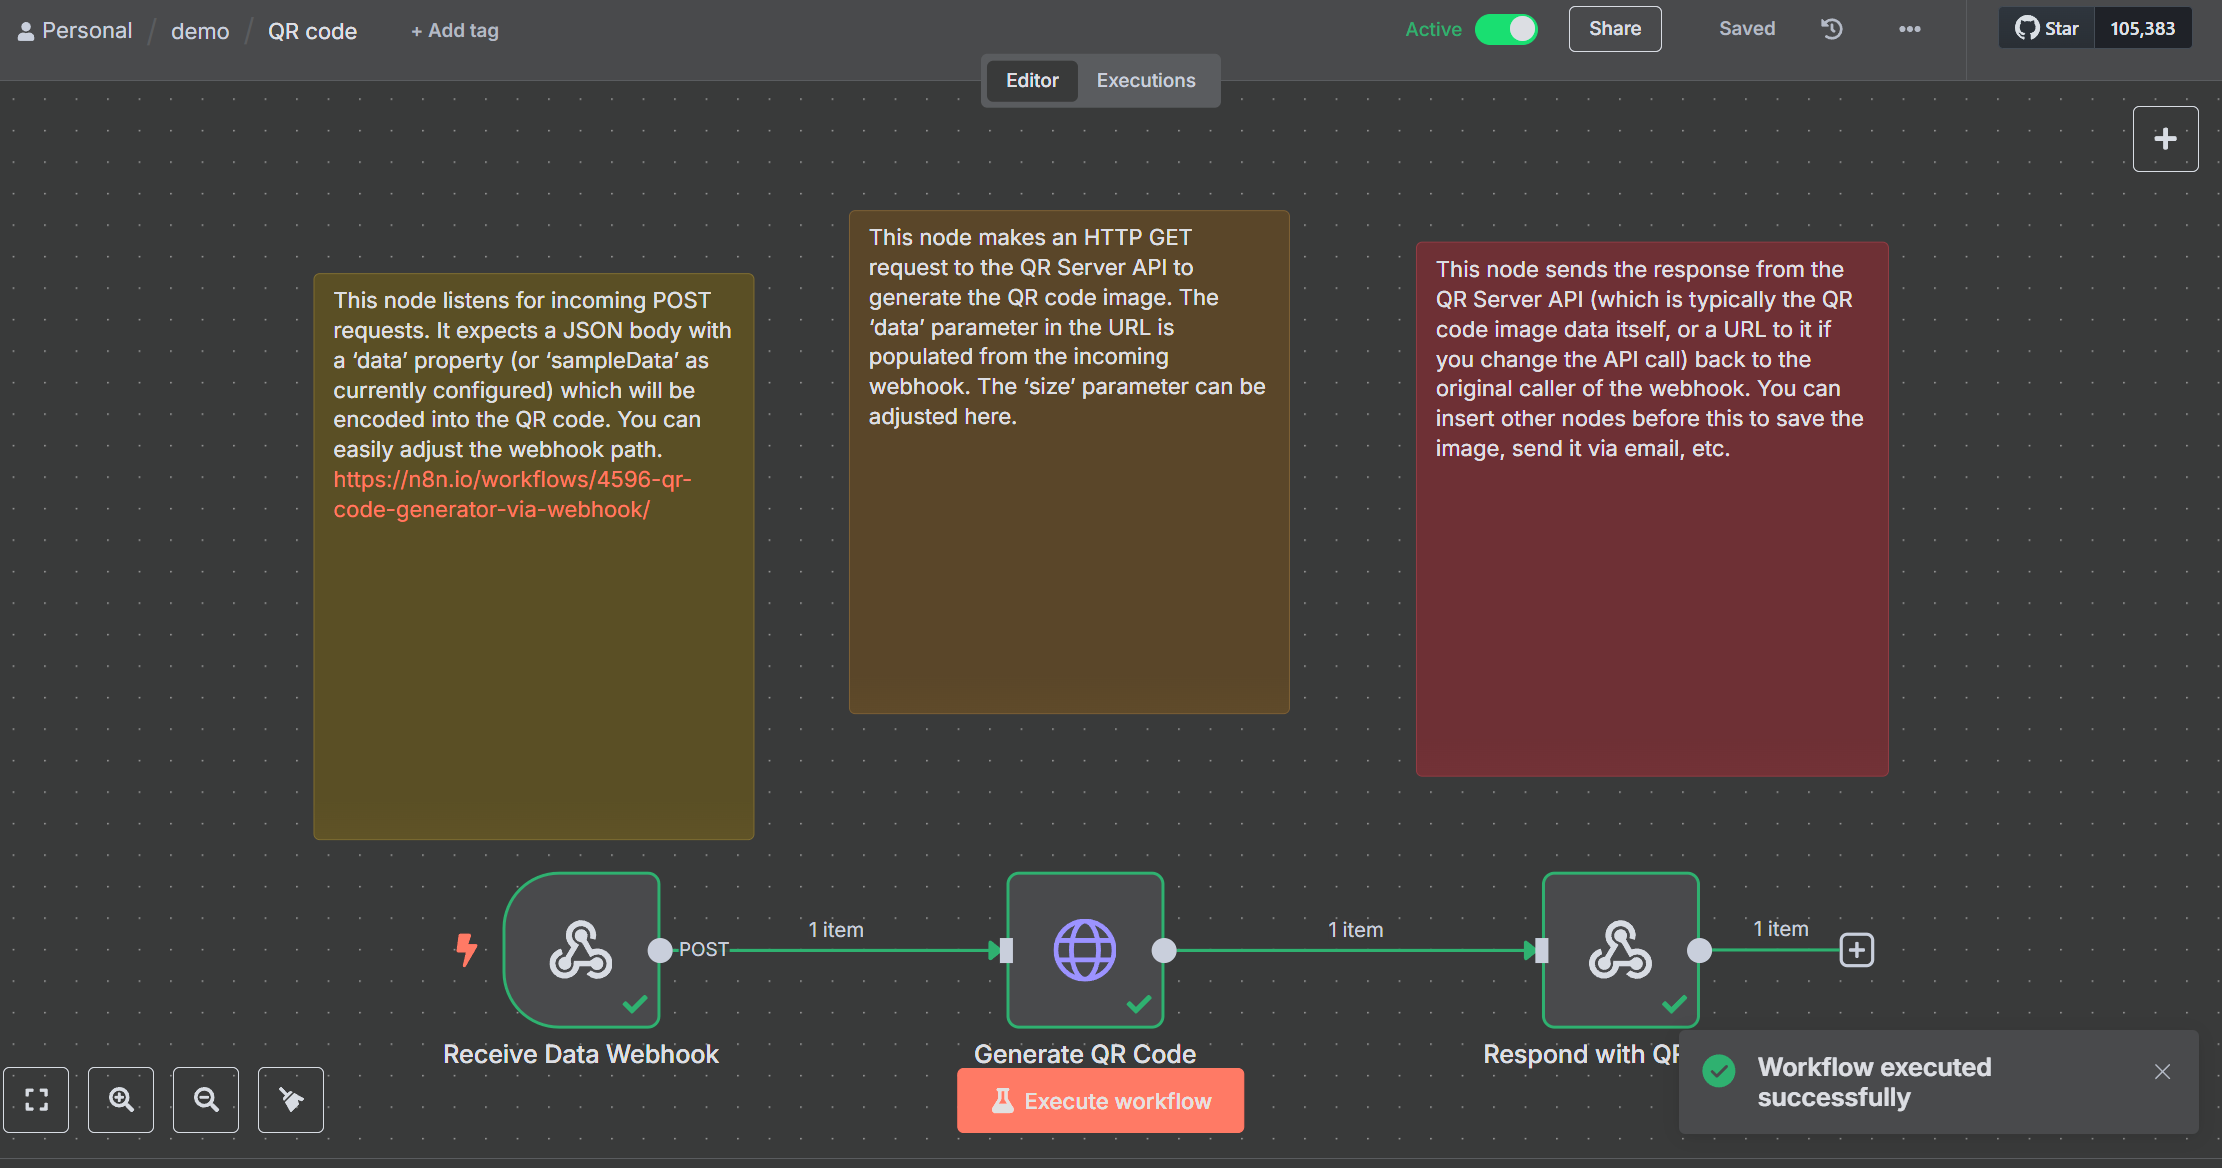 Personal / demo / QR code + Add tag
Active Share Saved Star 105,383
Editor Executions
This node listens for incoming POST
requests. It expects a JSON body with
a ‘data’ property (or ‘sampleData’ as
currently configured) which will be
encoded into the QR code. You can
easily adjust the webhook path.
https://n8n.io/workflows/4596-qr-
code-generator-via-webhook/
This node makes an HTTP GET
request to the QR Server API to
generate the QR code image. The
‘data’ parameter in the URL is
populated from the incoming
webhook. The ‘size’ parameter can be
adjusted here.
This node sends the response from the
QR Server API (which is typically the QR
code image data itself, or a URL to it if
you change the API call) back to the
original caller of the webhook. You can
insert other nodes before this to save the
image, send it via email, etc.
POST
1 item
1 item
1 item
Receive Data Webhook
Generate QR Code
Respond with
Execute workflow
Workflow executed
successfully